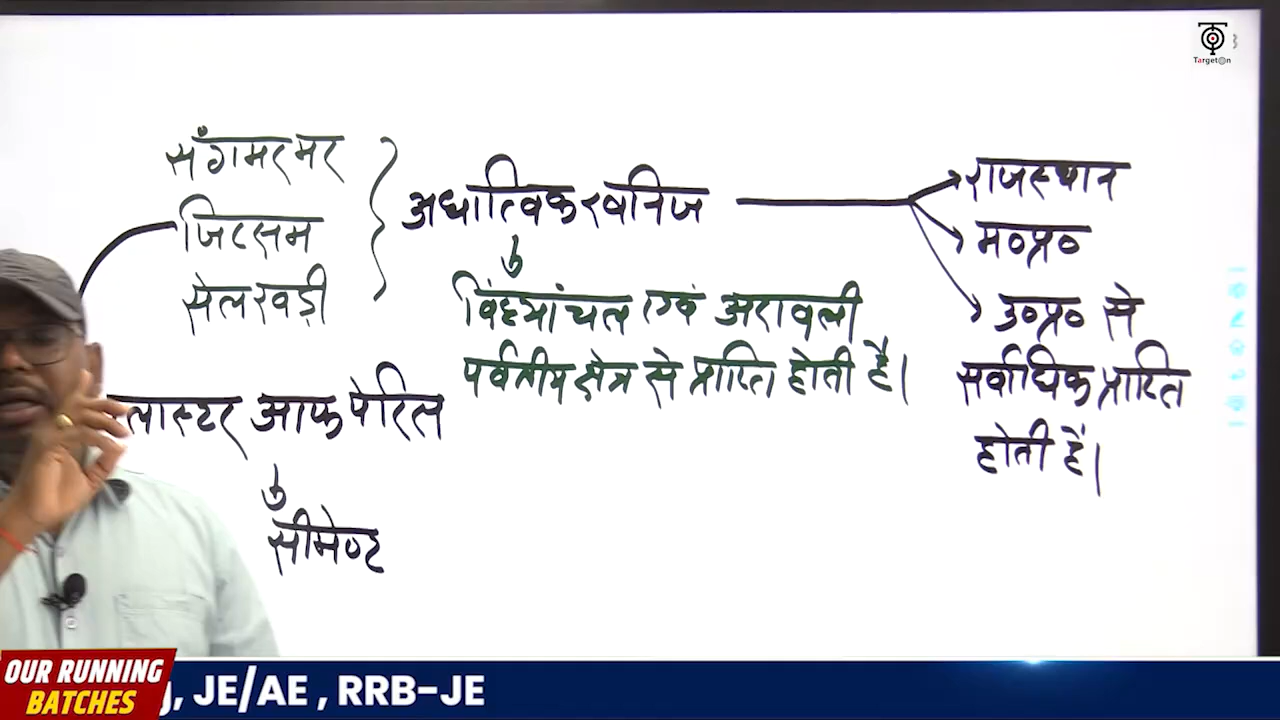 TargetOn
संगमरमर
जिप्सम
सेलखड़ी
अधात्विक खनिज
राजस्थान
म०प्र०
उ०प्र० से
सर्वाधिक प्राप्ति
होती हैं।
विंध्यांचल एवं अरावली
पर्वतीय क्षेत्र से प्राप्ति होती है।
लास्टर आफ पेरिस
सीमेण्ट
OUR RUNNING
BATCHES
, JE/AE , RRB-JE